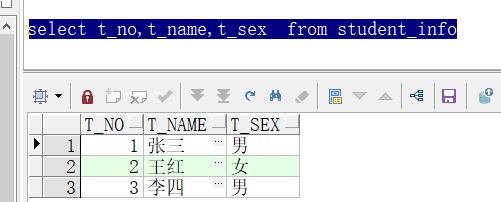 select t_no,t_name,t_sex  from student_info
T_NO T_NAME T_SEX
1 1 张三 ... 男
2 2 王红 ... 女
3 3 李四 ... 男